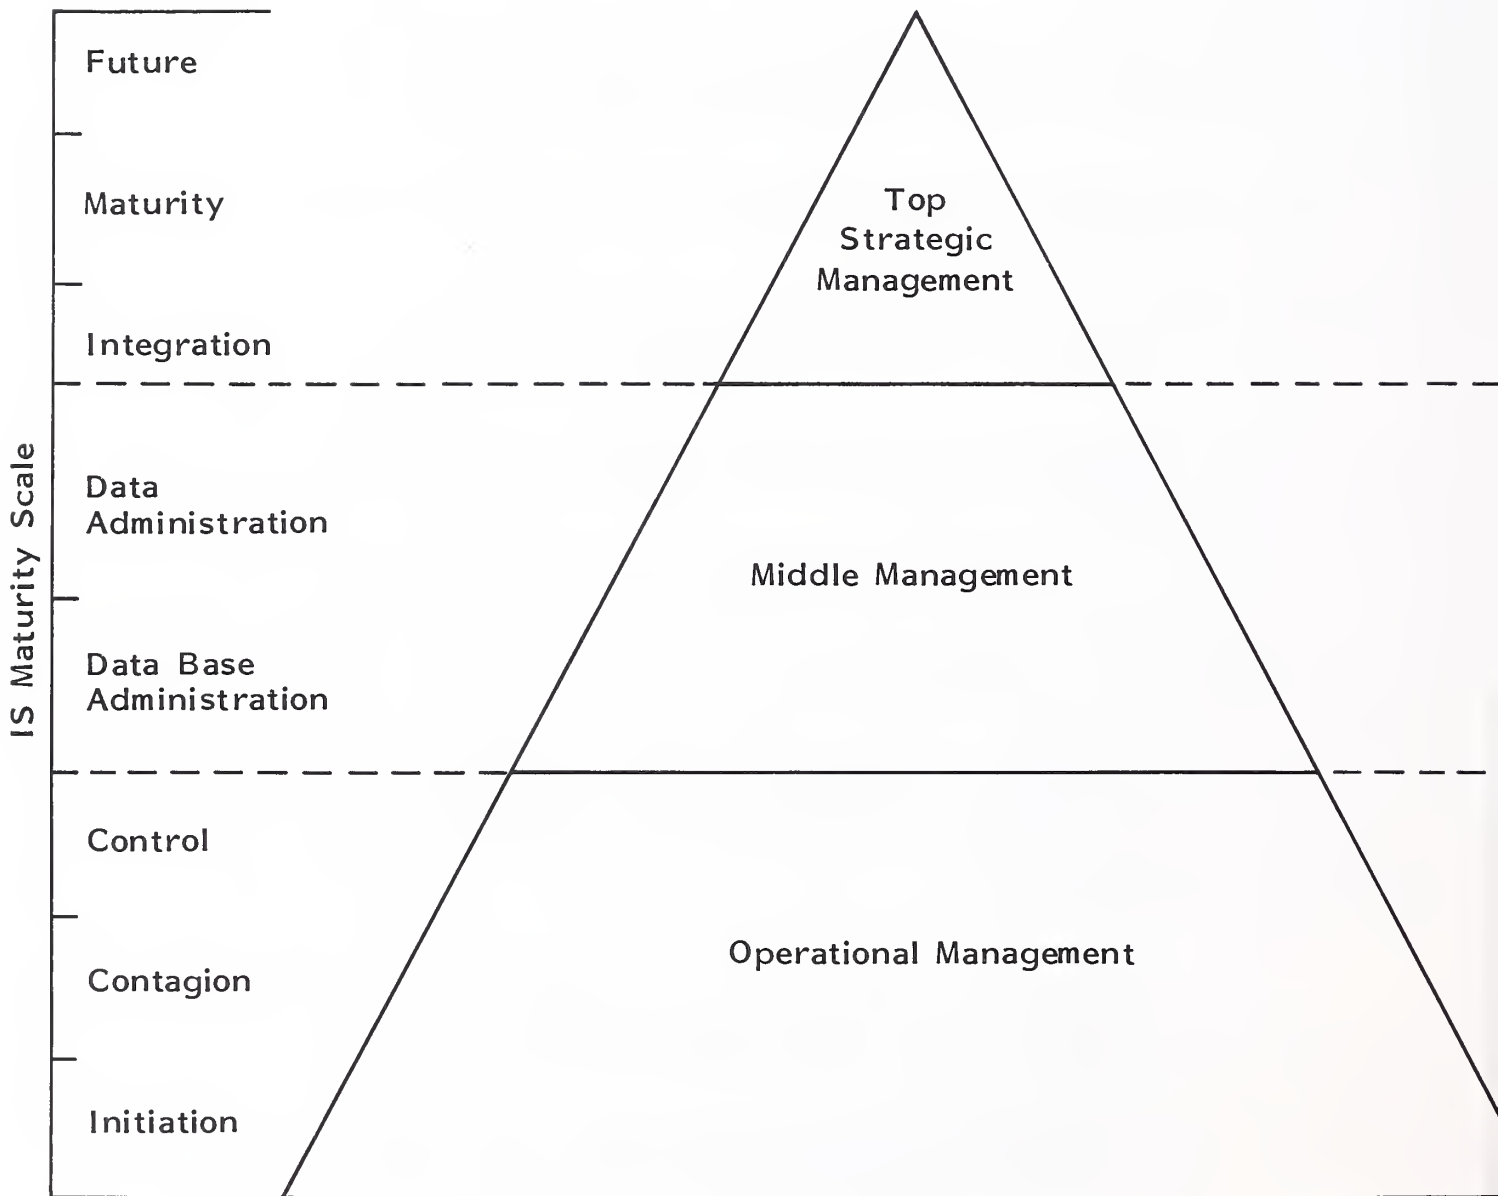 Future
Maturity
Integration
Data
Administration
Data Base
Administration
Control
Contagion
Initiation
IS Maturity Scale
Top
Strategic
Management
Middle Management
Operational Management